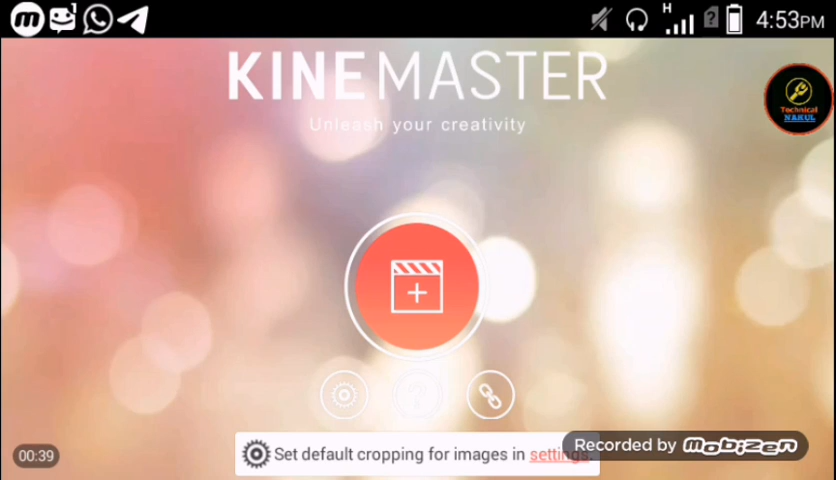 H
4:53PM
KINEMASTER
Unleash your creativity
Technical
NAKUL
Set default cropping for images in settings.
Recorded by MOBIZEN
00:39